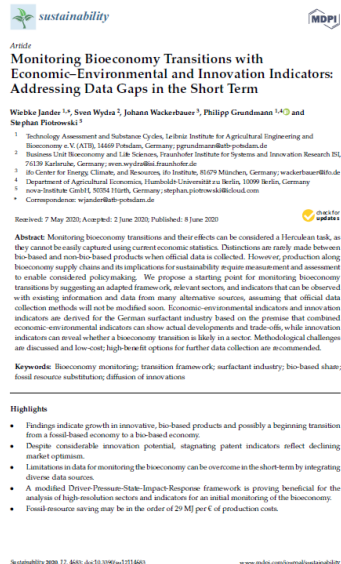 sustainability
MDPI
Article
Monitoring Bioeconomy Transitions with
Economic–Environmental and Innovation Indicators:
Addressing Data Gaps in the Short Term
Wiebke Jander 1,*, Sven Wydra 2, Johann Wackerbauer 3, Philipp Grundmann 1,4 and
Stephan Piotrowski 5
1 Technology Assessment and Substance Cycles, Leibniz Institute for Agricultural Engineering and
Bioeconomy e.V. (ATB), 14469 Potsdam, Germany; pgrundmann@atb-potsdam.de
2 Business Unit Bioeconomy and Life Sciences, Fraunhofer Institute for Systems and Innovation Research ISI,
76139 Karlsruhe, Germany; sven.wydra@isi.fraunhofer.de
3 ifo Center for Energy, Climate, and Resources, ifo Institute, 81679 München, Germany; wackerbauer@ifo.de
4 Department of Agricultural Economics, Humboldt-Universität zu Berlin, 10099 Berlin, Germany
5 nova-Institute GmbH, 50354 Hürth, Germany; stephan.piotrowski@icloud.com
* Correspondence: wjander@atb-potsdam.de
Received: 7 May 2020; Accepted: 2 June 2020; Published: 8 June 2020
check for
updates
Abstract: Monitoring bioeconomy transitions and their effects can be considered a Herculean task, as
they cannot be easily captured using current economic statistics. Distinctions are rarely made between
bio-based and non-bio-based products when official data is collected. However, production along
bioeconomy supply chains and its implications for sustainability require measurement and assessment
to enable considered policymaking. We propose a starting point for monitoring bioeconomy
transitions by suggesting an adapted framework, relevant sectors, and indicators that can be observed
with existing information and data from many alternative sources, assuming that official data
collection methods will not be modified soon. Economic–environmental indicators and innovation
indicators are derived for the German surfactant industry based on the premise that combined
economic–environmental indicators can show actual developments and trade-offs, while innovation
indicators can reveal whether a bioeconomy transition is likely in a sector. Methodological challenges
are discussed and low-cost; high-benefit options for further data collection are recommended.
Keywords: Bioeconomy monitoring; transition framework; surfactant industry; bio-based share;
fossil resource substitution; diffusion of innovations
Highlights
• Findings indicate growth in innovative, bio-based products and possibly a beginning transition
from a fossil-based economy to a bio-based economy.
• Despite considerable innovation potential, stagnating patent indicators reflect declining
market optimism.
• Limitations in data for monitoring the bioeconomy can be overcome in the short-term by integrating
diverse data sources.
• A modified Driver-Pressure-State-Impact-Response framework is proving beneficial for the
analysis of high-resolution sectors and indicators for an initial monitoring of the bioeconomy.
• Fossil-resource saving may be in the order of 29 MJ per € of production costs.
Sustainability 2020, 12, 4683; doi:10.3390/su12114683
www.mdpi.com/journal/sustainability